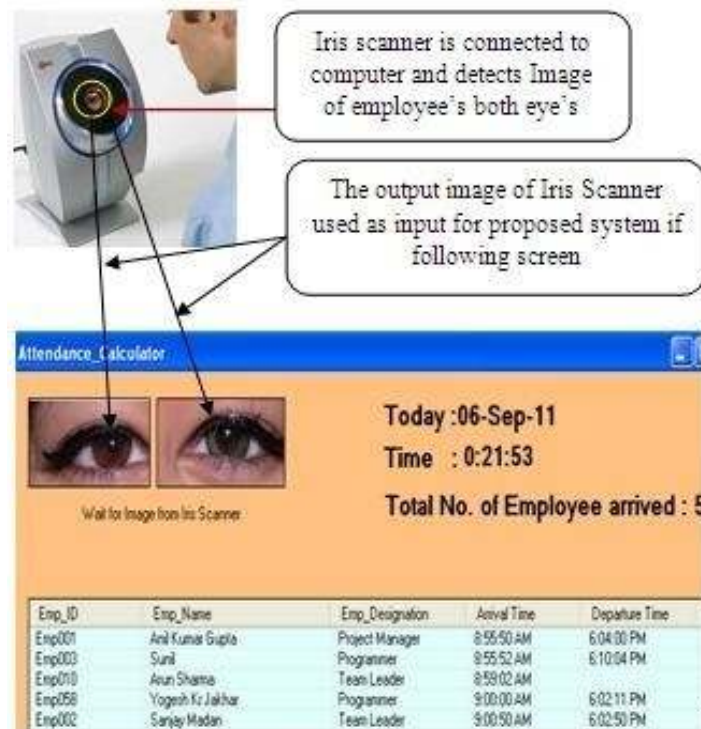 Iris scanner is connected to
computer and detects Image
of employee's both eye's
The output image of Iris Scanner
used as input for proposed system if
following screen
Attendance_Calculator
Today :06-Sep-11
Time : 0:21:53
Wait for Image from Iris Scanner
Total No. of Employee arrived : 5
Emp_ID Emp_Name Emp_Designation Arrival Time Departure Time
Emp001 Anil Kumar Gupta Project Manager 8:55:50 AM 6:04:00 PM
Emp003 Sunil Programmer 8:55:52 AM 6:10:04 PM
Emp010 Arun Sharma Team Leader 8:59:02 AM
Emp058 Yogesh Kr Jakhar Programmer 9:00:00 AM 6:02:11 PM
Emp002 Sanjay Madan Team Leader 9:00:50 AM 6:02:50 PM